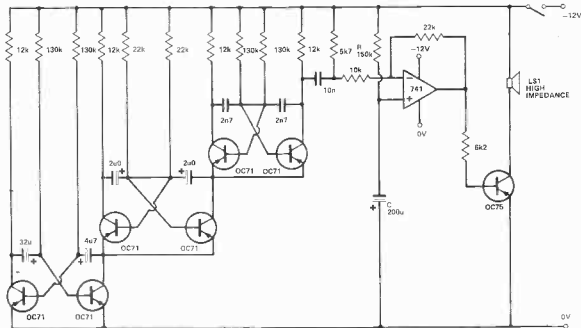 -12V
12k 130k 130k 12k 22k 22k 12k 130k 130k 12k 5k7 R 150k 22k
-12V
10k
10n
741
0V
LS1
HIGH
IMPEDANCE
2n7 2n7
OC71 OC71
6k2
2u0 + + 2u0
OC75
C
200u
+
OC71 OC71
32u + + 4u7
OC71 OC71
0V